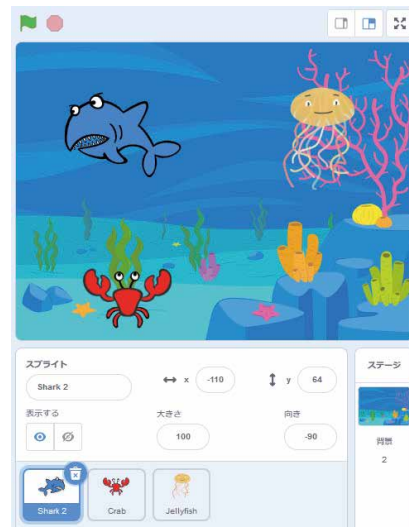 スプライト
Shark 2
x -110
y 64
表示する
大きさ 100
向き -90
Shark 2
Crab
Jellyfish
ステージ
背景
2